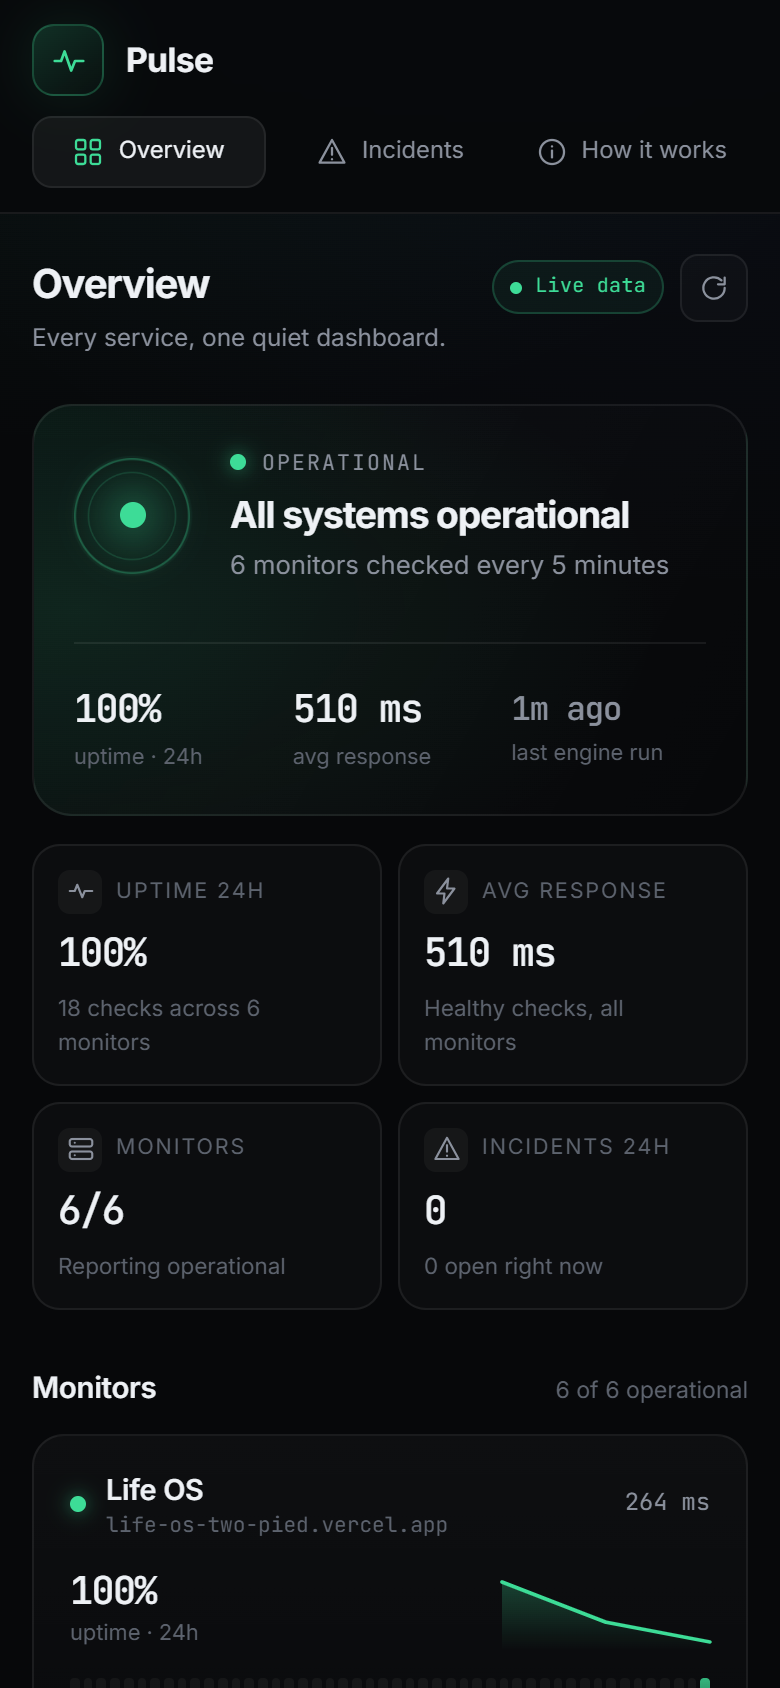 Pulse
Overview
Incidents
How it works
Overview
Live data
Every service, one quiet dashboard.
OPERATIONAL
All systems operational
6 monitors checked every 5 minutes
100%
510 ms
1m ago
uptime · 24h
avg response
last engine run
UPTIME 24H
100%
18 checks across 6
monitors
AVG RESPONSE
510 ms
Healthy checks, all
monitors
MONITORS
6/6
Reporting operational
INCIDENTS 24H
0
0 open right now
Monitors
6 of 6 operational
Life OS
264 ms
life-os-two-pied.vercel.app
100%
uptime · 24h